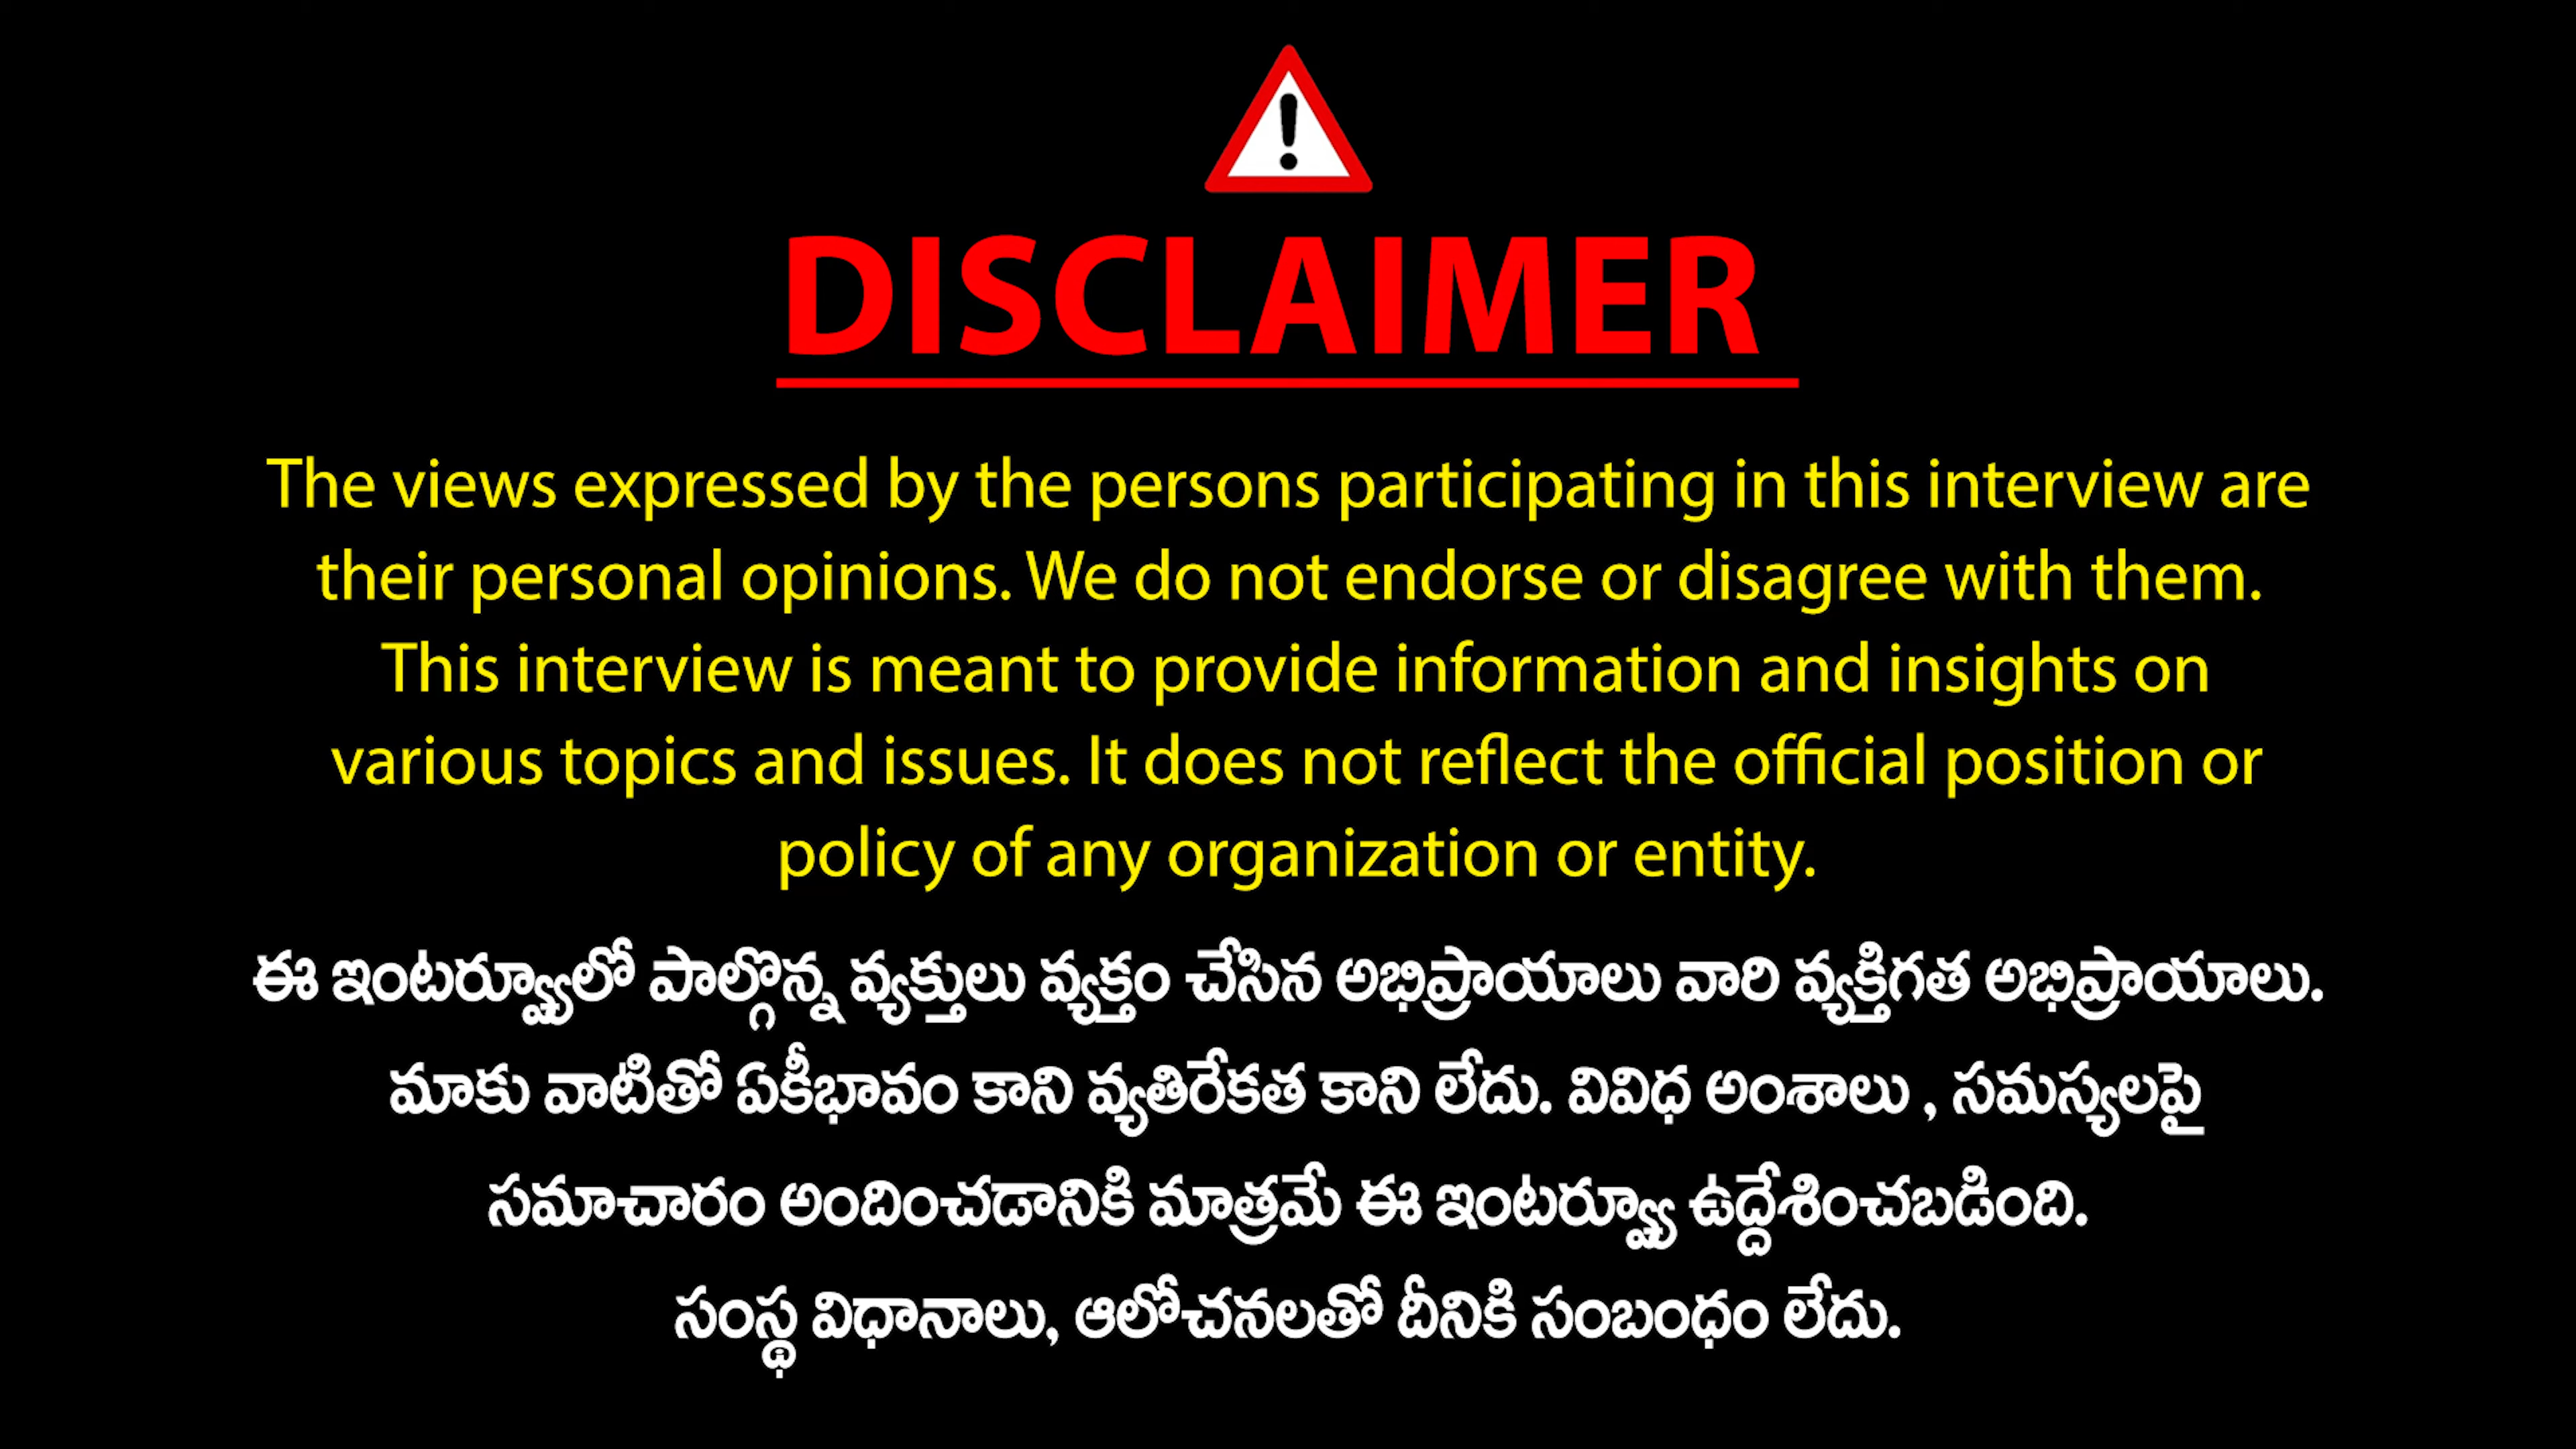 DISCLAIMER
The views expressed by the persons participating in this interview are
their personal opinions. We do not endorse or disagree with them.
This interview is meant to provide information and insights on
various topics and issues. It does not reflect the official position or
policy of any organization or entity.
ఈ ఇంటర్వ్యూలో పాల్గొన్న వ్యక్తులు వ్యక్తం చేసిన అభిప్రాయాలు వారి వ్యక్తిగత అభిప్రాయాలు.
మాకు వాటితో ఏకీభావం కాని వ్యతిరేకత కాని లేదు. వివిధ అంశాలు , సమస్యలపై
సమాచారం అందించడానికి మాత్రమే ఈ ఇంటర్వ్యూ ఉద్దేశించబడింది.
సంస్థ విధానాలు, ఆలోచనలతో దీనికి సంబంధం లేదు.